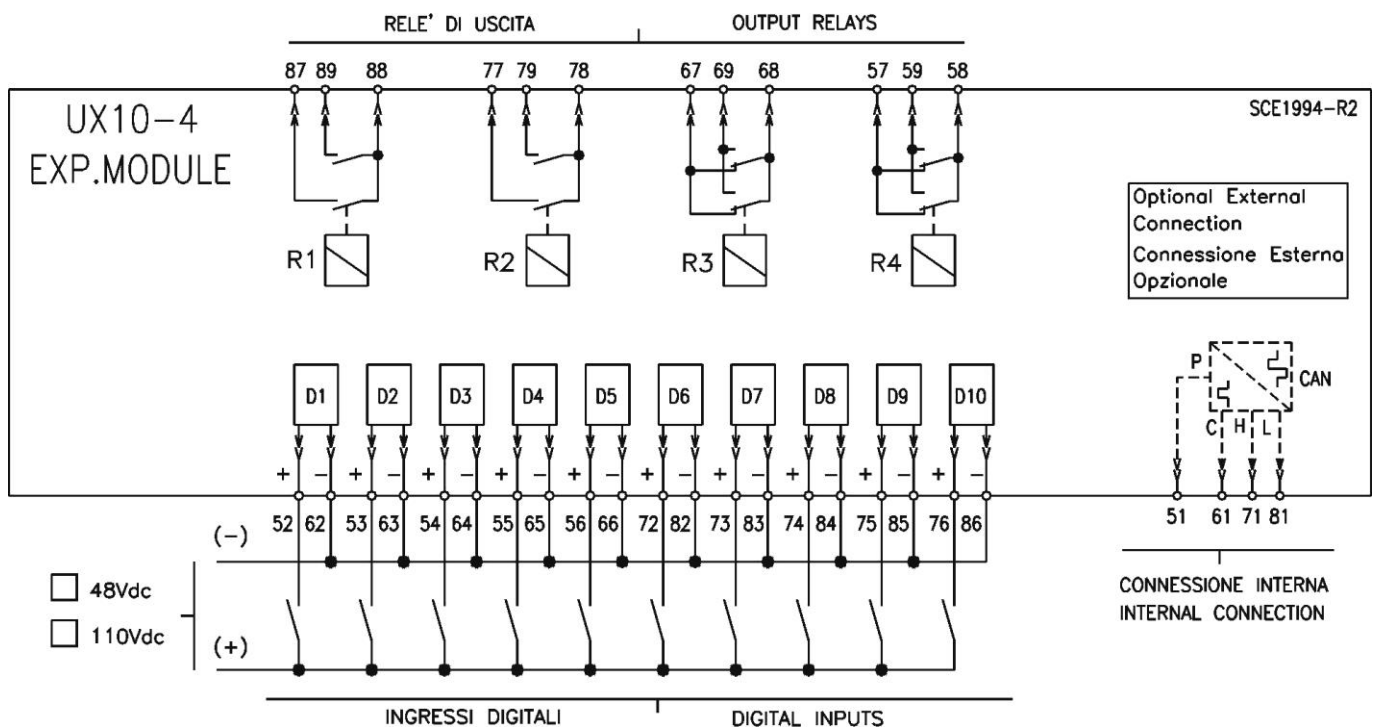 RELE' DI USCITA OUTPUT RELAYS
87 89 88 77 79 78 67 69 68 57 59 58
UX10-4
EXP.MODULE
SCE1994-R2
Optional External
Connection
Connessione Esterna
Opzionale
R1 R2 R3 R4
D1 D2 D3 D4 D5 D6 D7 D8 D9 D10
P CAN
C H L
+ - + - + - + - + - + - + - + - + - + -
52 62 53 63 54 64 55 65 56 66 72 82 73 83 74 84 75 85 76 86
51 61 71 81
(-)
48Vdc
110Vdc
(+)
CONNESSIONE INTERNA
INTERNAL CONNECTION
INGRESSI DIGITALI DIGITAL INPUTS